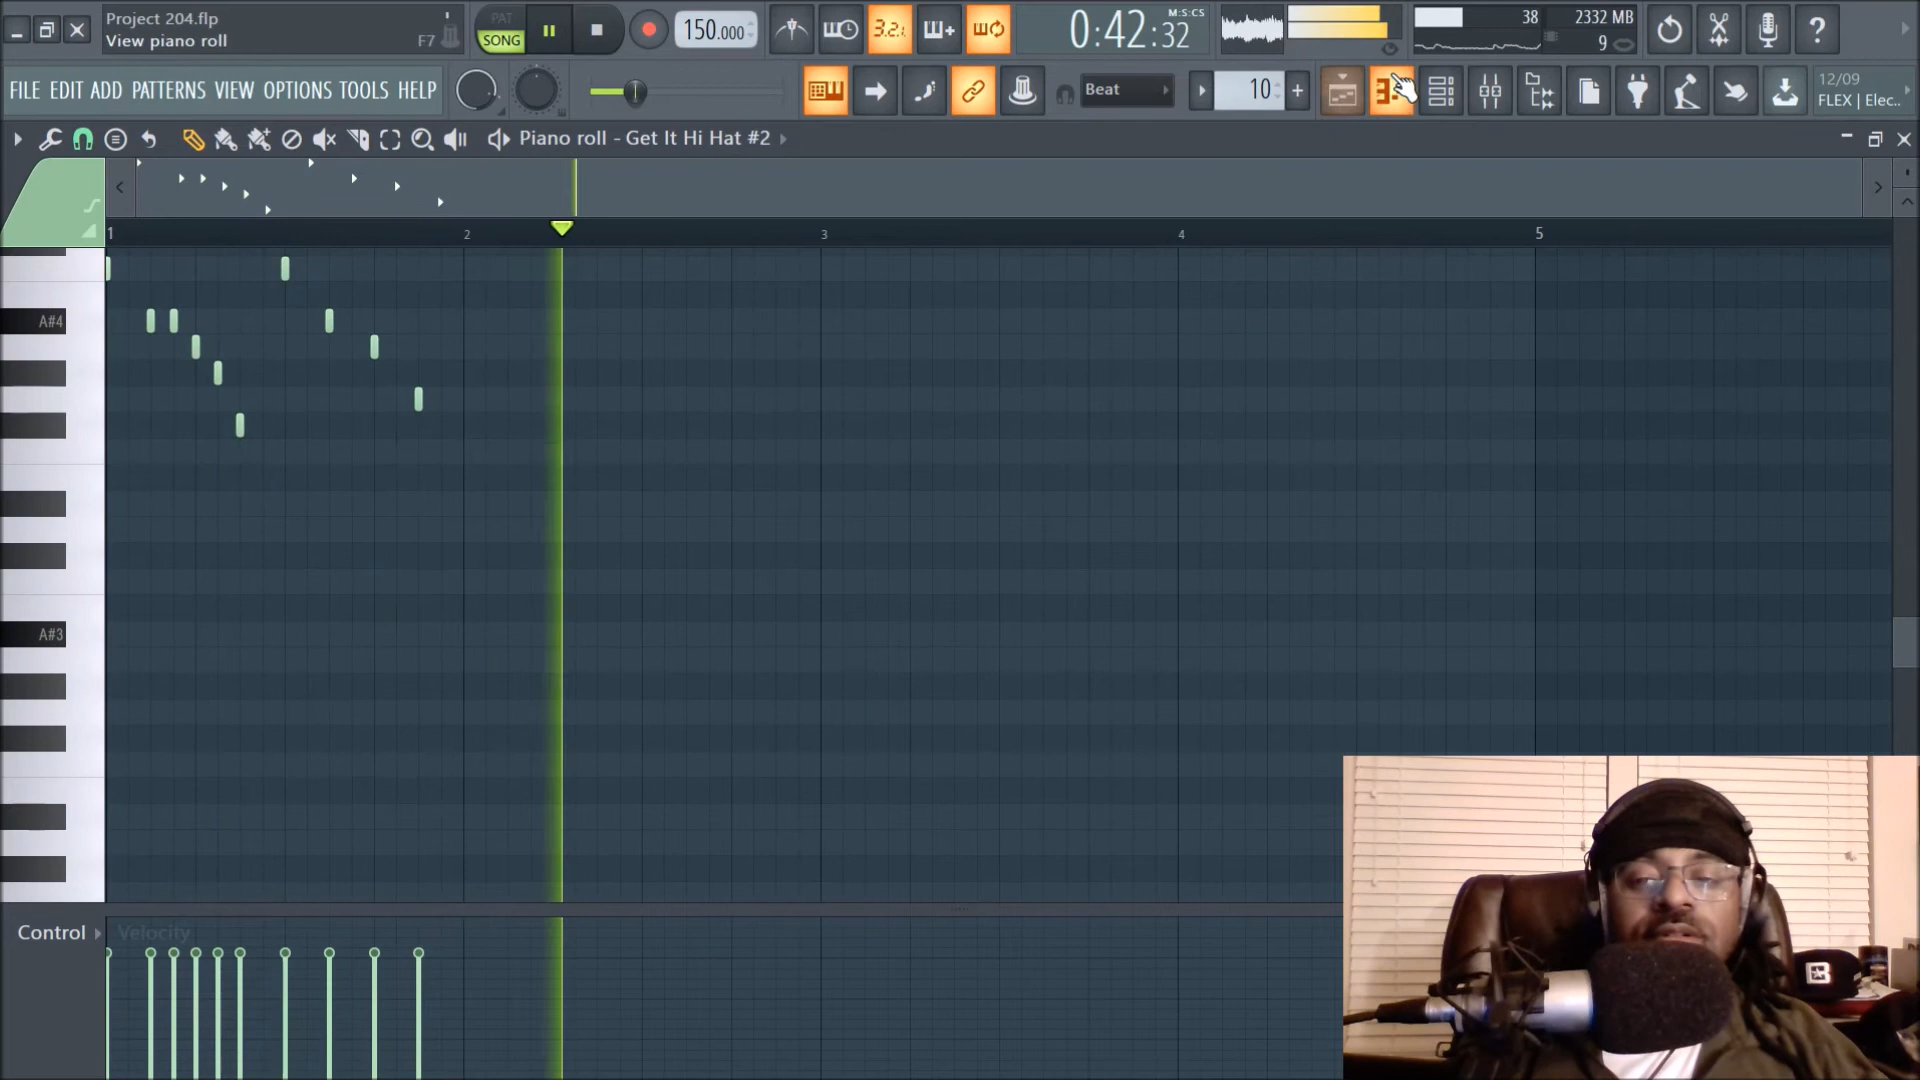 Project 204.flp
View piano roll
F7
PAT
SONG
3.2.
150.000
0:42:32
M:S:CS
38
2332 MB
9
FILE EDIT ADD PATTERNS VIEW OPTIONS TOOLS HELP
Beat
10
12/09
FLEX | Elec..
Piano roll - Get It Hi Hat #2
1
2
3
4
5
A#4
A#3
Control
Velocity